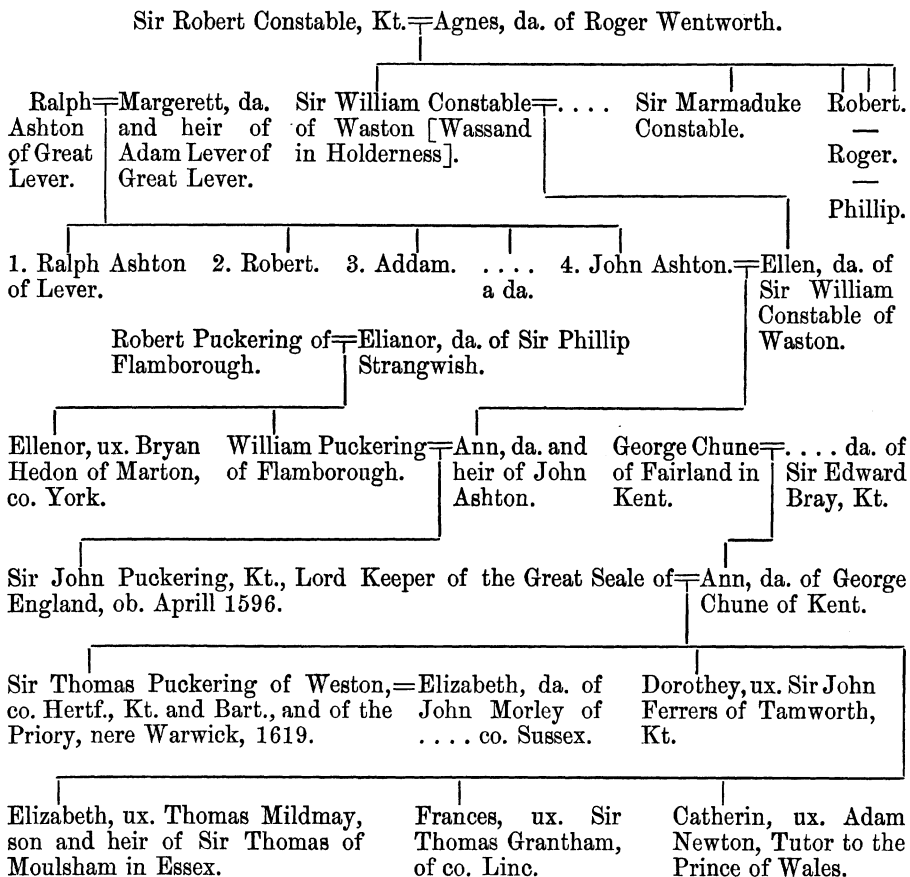 Sir Robert Constable, Kt.=Agnes, da. of Roger Wentworth.
Ralph=Margerett, da.
Ashton and heir of
of Great Adam Lever of
Lever. Great Lever.
Sir William Constable=. . . .
of Waston [Wassand
in Holderness].
Sir Marmaduke
Constable.
Robert.
—
Roger.
—
Phillip.
1. Ralph Ashton
of Lever.
2. Robert.
3. Addam.
. . . .
a da.
4. John Ashton.=Ellen, da. of
Sir William
Constable of
Waston.
Robert Puckering of=Elianor, da. of Sir Phillip
Flamborough. Strangwish.
Ellenor, ux. Bryan
Hedon of Marton,
co. York.
William Puckering=Ann, da. and
of Flamborough. heir of John
Ashton.
George Chune=. . . . da. of
of Fairland in Sir Edward
Kent. Bray, Kt.
Sir John Puckering, Kt., Lord Keeper of the Great Seale of=Ann, da. of George
England, ob. Aprill 1596. Chune of Kent.
Sir Thomas Puckering of Weston,=Elizabeth, da. of
co. Hertf., Kt. and Bart., and of the John Morley of
Priory, nere Warwick, 1619. . . . . co. Sussex.
Dorothey, ux. Sir John
Ferrers of Tamworth,
Kt.
Elizabeth, ux. Thomas Mildmay,
son and heir of Sir Thomas of
Moulsham in Essex.
Frances, ux. Sir
Thomas Grantham,
of co. Linc.
Catherin, ux. Adam
Newton, Tutor to the
Prince of Wales.